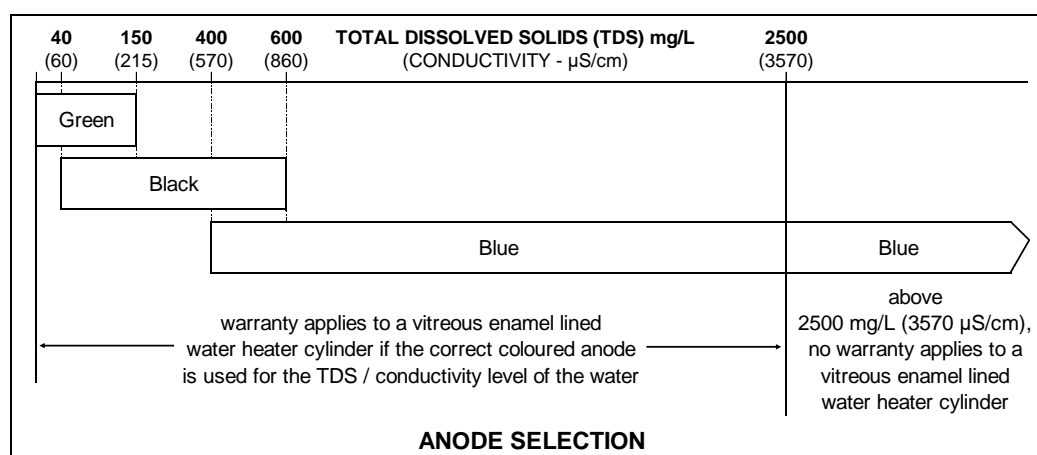 40 150 400 600 TOTAL DISSOLVED SOLIDS (TDS) mg/L 2500
(60) (215) (570) (860) (CONDUCTIVITY - µS/cm) (3570)
Green
Black
Blue Blue
warranty applies to a vitreous enamel lined
water heater cylinder if the correct coloured anode
is used for the TDS / conductivity level of the water
above
2500 mg/L (3570 µS/cm),
no warranty applies to a
vitreous enamel lined
water heater cylinder
ANODE SELECTION